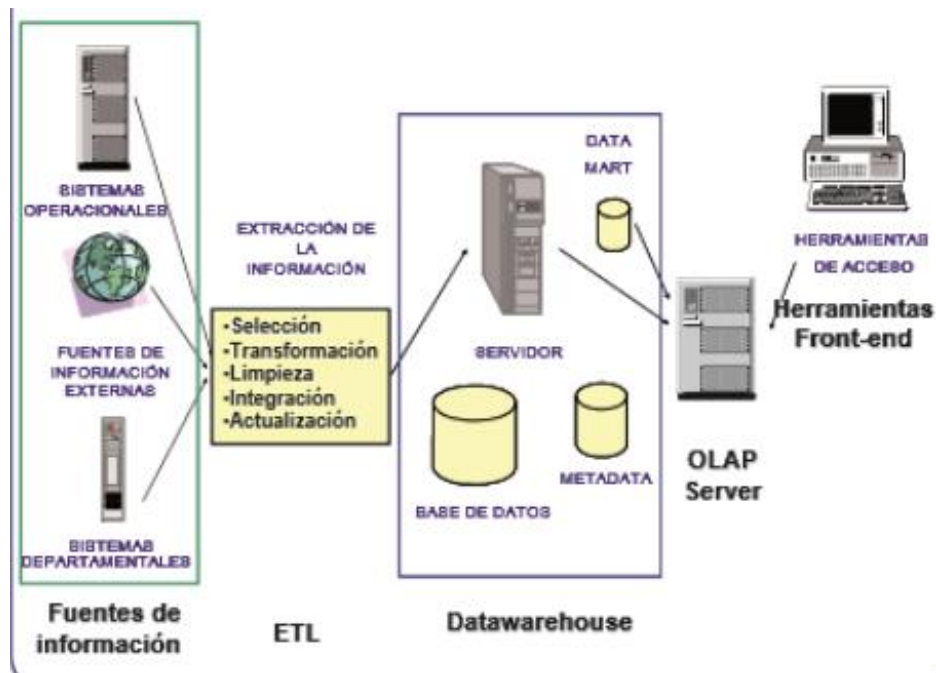 SISTEMAS
OPERACIONALES
FUENTES DE
INFORMACIÓN
EXTERNAS
SISTEMAS
DEPARTAMENTALES
Fuentes de
información
EXTRACCIÓN DE
LA
INFORMACIÓN
•Selección
•Transformación
•Limpieza
•Integración
•Actualización
ETL
DATA
MART
SERVIDOR
BASE DE DATOS
METADATA
Datawarehouse
OLAP
Server
HERRAMIENTAS
DE ACCESO
Herramientas
Front-end